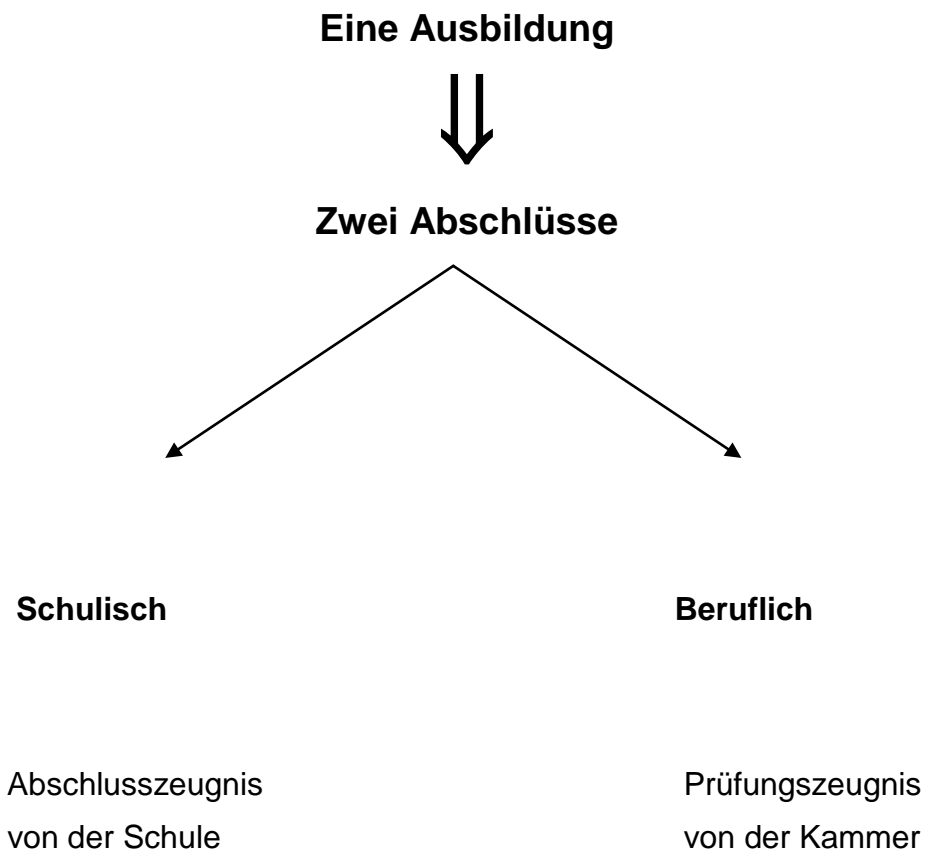 Eine Ausbildung
Zwei Abschlüsse
Schulisch
Beruflich
Abschlusszeugnis
von der Schule
Prüfungszeugnis
von der Kammer